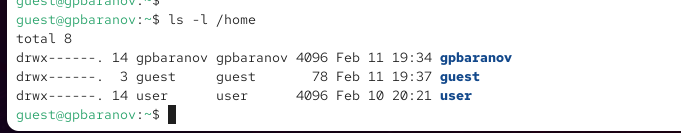 guest@gpbaranov:~$ ls -l /home
total 8
drwx------. 14 gpbaranov gpbaranov 4096 Feb 11 19:34 gpbaranov
drwx------.  3 guest     guest       78 Feb 11 19:37 guest
drwx------. 14 user      user      4096 Feb 10 20:21 user
guest@gpbaranov:~$